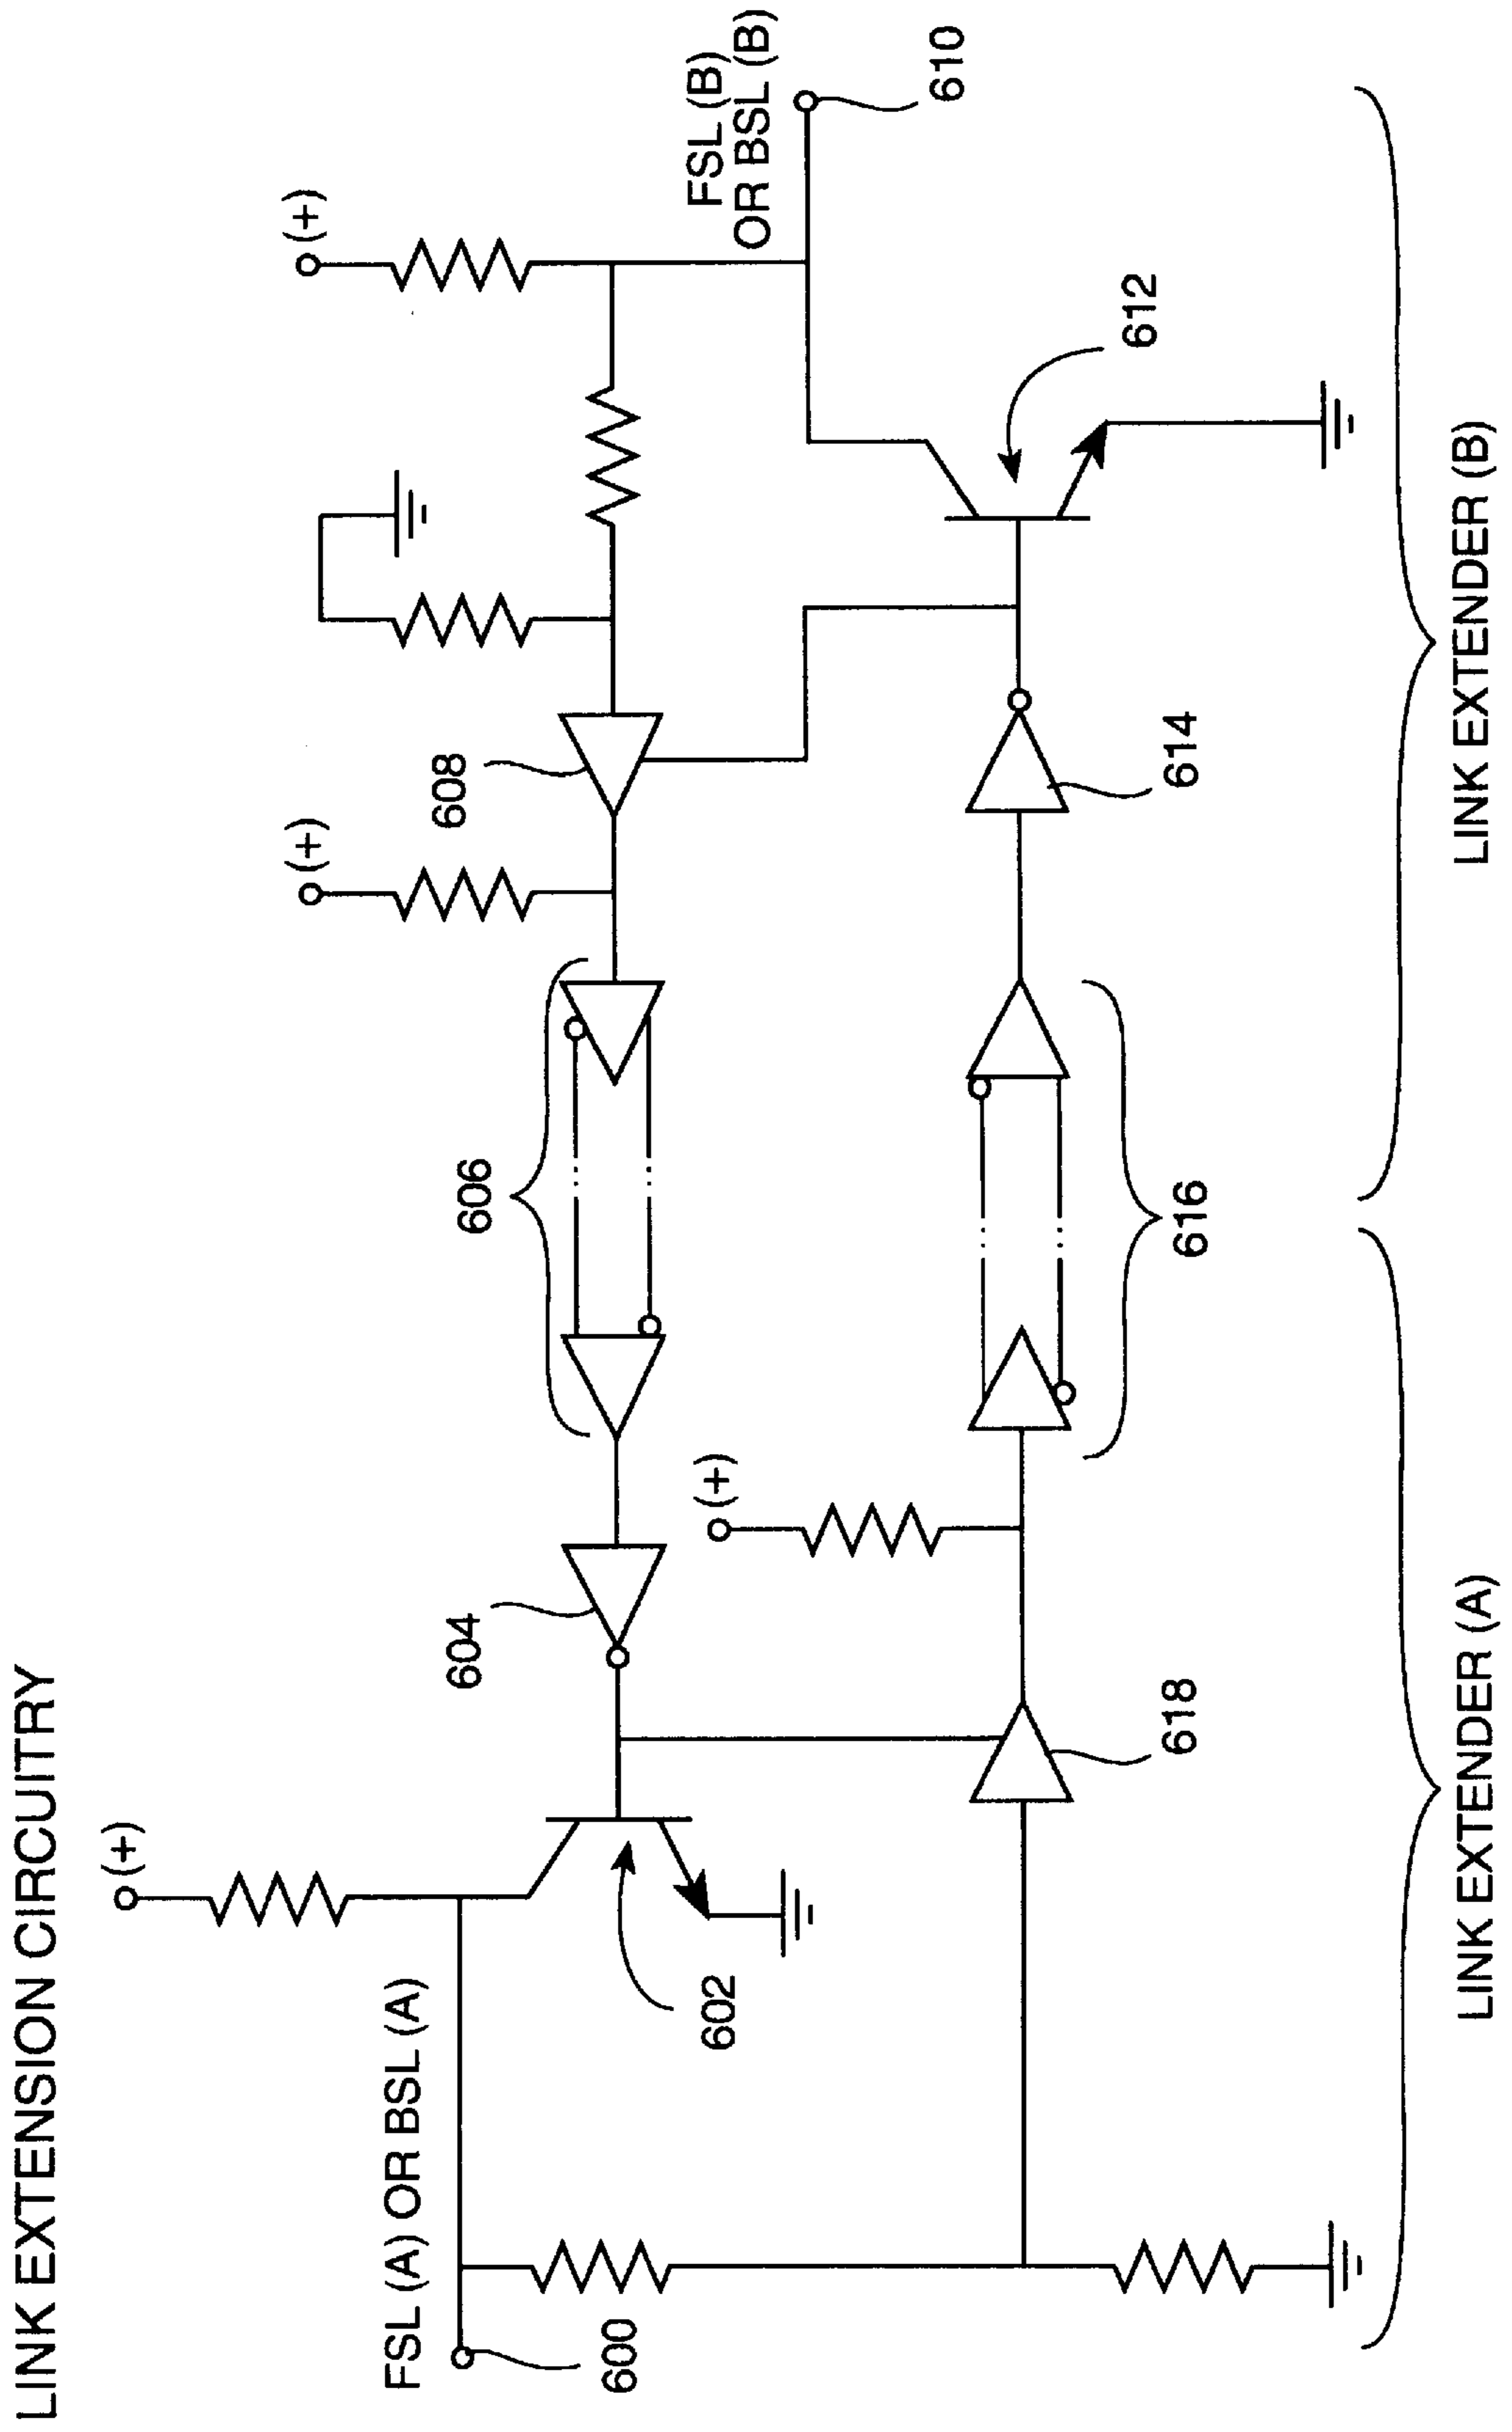 LINK EXTENSION CIRCUITRY
(+)
FSL (A) OR BSL (A)
600
602
604
606
(+)
608
(+)
FSL (B)
OR BSL (B)
610
612
614
616
(+)
618
LINK EXTENDER (A)
LINK EXTENDER (B)